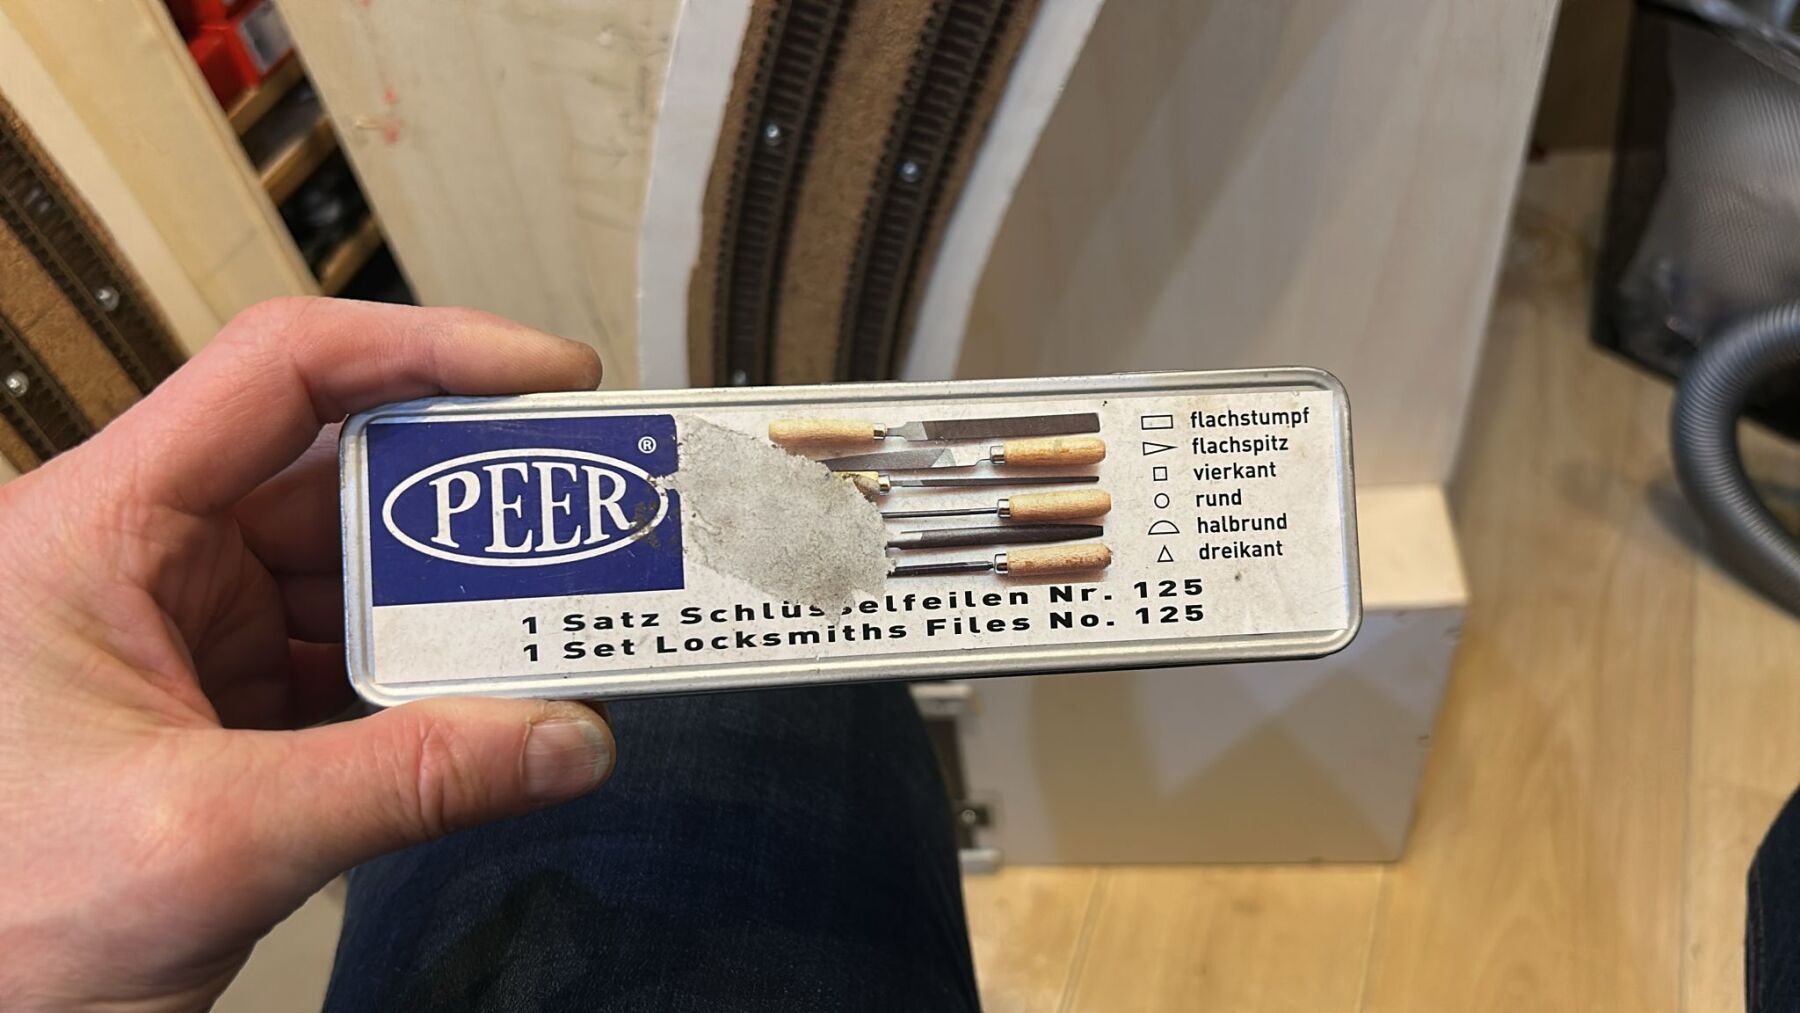 PEER®
flachstumpf
flachspitz
vierkant
rund
halbrund
dreikant
1 Satz Schlüsselfeilen Nr. 125
1 Set Locksmiths Files No. 125